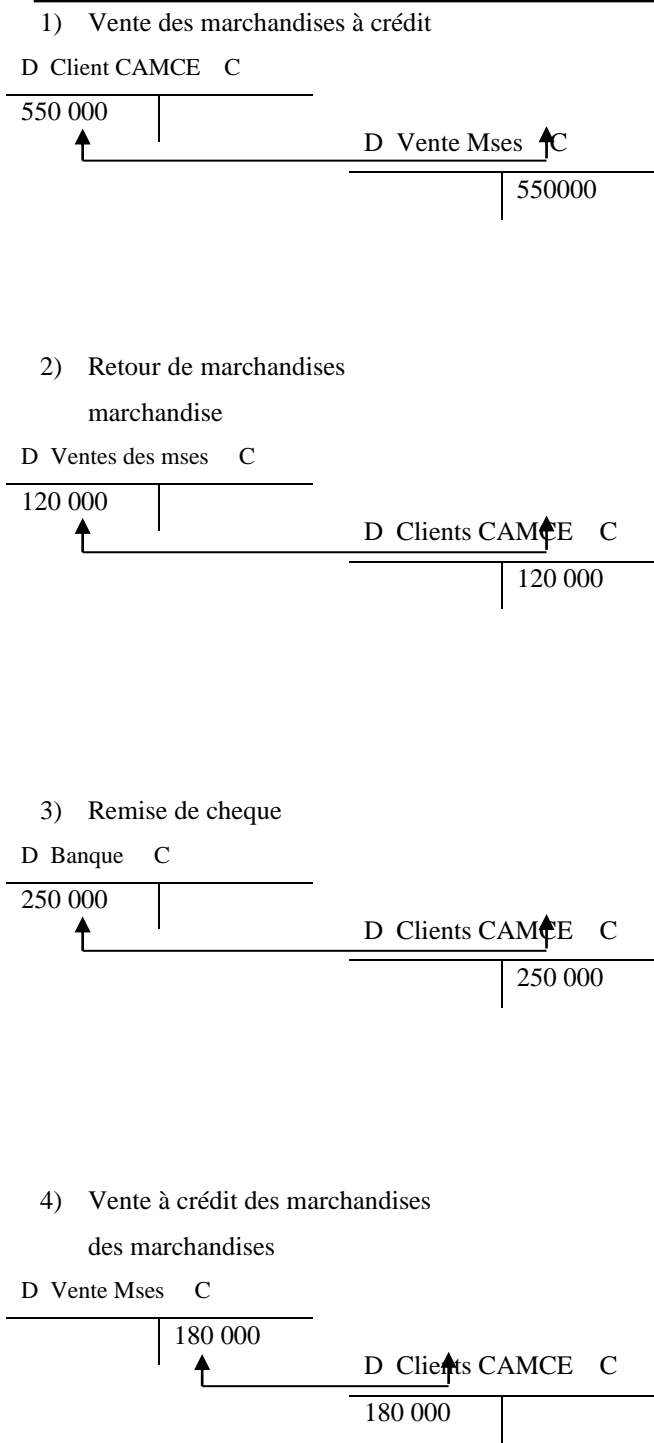 1) Vente des marchandises à crédit
D Client CAMCE C
550 000
D Vente Mses C
550000
2) Retour de marchandises
marchandise
D Ventes des mses C
120 000
D Clients CAMCE C
120 000
3) Remise de cheque
D Banque C
250 000
D Clients CAMCE C
250 000
4) Vente à crédit des marchandises
des marchandises
D Vente Mses C
180 000
D Clients CAMCE C
180 000